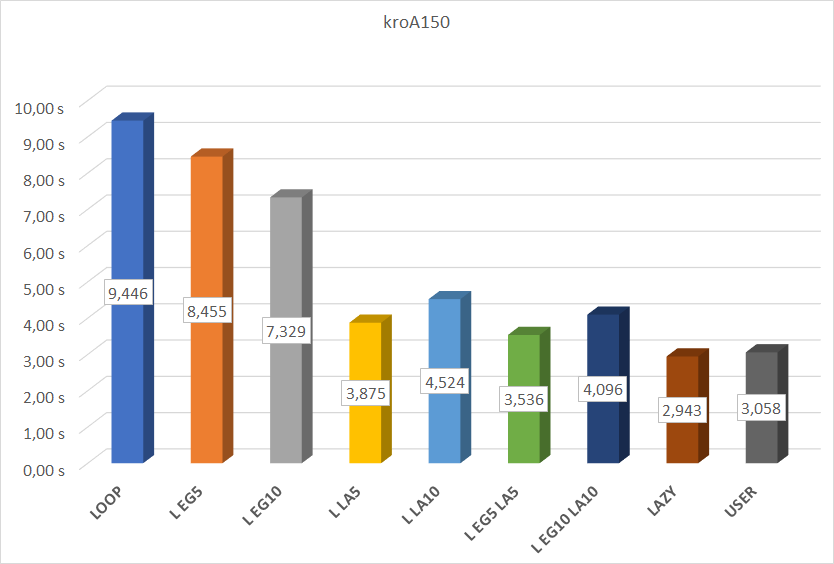 kroA150
10,00 s
9,00 s
8,00 s
7,00 s
6,00 s
5,00 s
4,00 s
3,00 s
2,00 s
1,00 s
0,00 s
9,446
8,455
7,329
3,875
4,524
3,536
4,096
2,943
3,058
LOOP
L EG5
L EG10
L LA5
L LA10
L EG5 LA5
L EG10 LA10
LAZY
USER